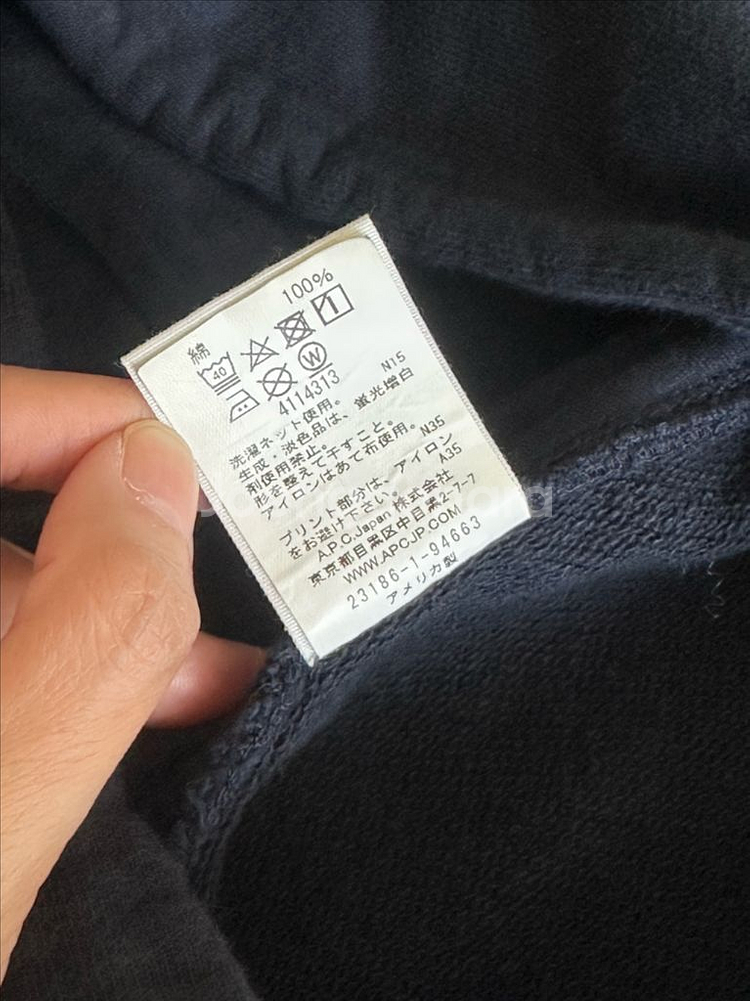 綿 100%
40
W
4114313
洗濯ネット使用。 N15
生成・淡色品は、蛍光増白
剤使用禁止。
形を整えて干すこと。
アイロンはあて布使用。 N35
プリント部分は、アイロン
をお避け下さい。 A35
A.P.C.Japan 株式会社
東京都目黒区中目黒2-7-7
WWW.APCJP.COM
23186-1-94663
アメリカ製